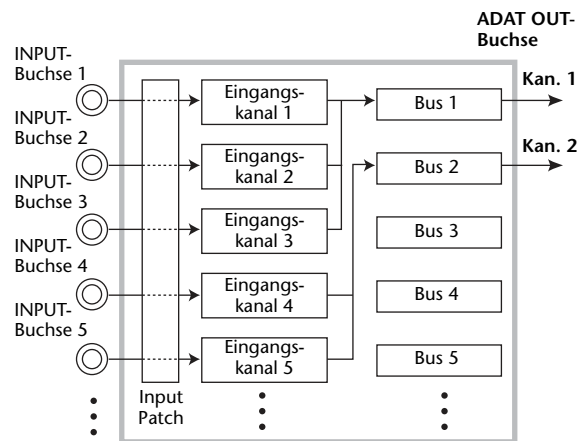 ADAT OUT-
Buchse
INPUT-
Buchse 1
Eingangs-
kanal 1
Bus 1
Kan. 1
INPUT-
Buchse 2
Eingangs-
kanal 2
Bus 2
Kan. 2
INPUT-
Buchse 3
Eingangs-
kanal 3
Bus 3
INPUT-
Buchse 4
Eingangs-
kanal 4
Bus 4
INPUT-
Buchse 5
Eingangs-
kanal 5
Bus 5
Input
Patch